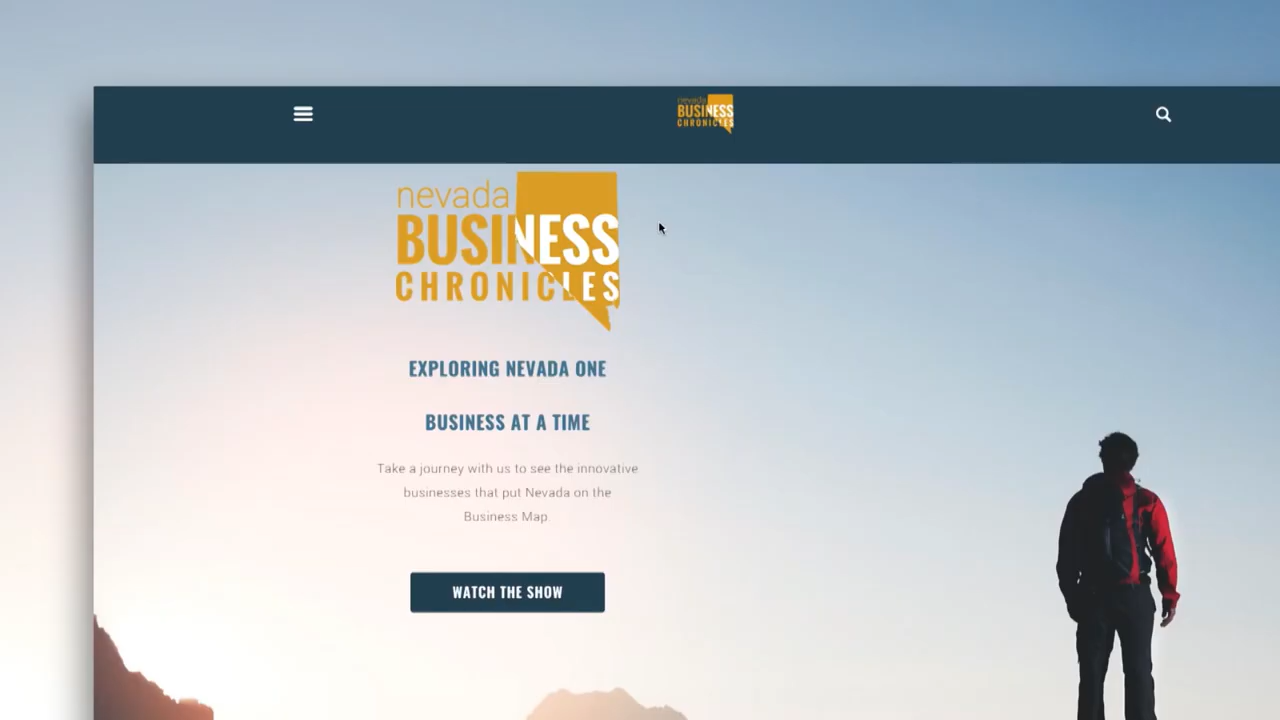 nevada
BUSINESS
CHRONICLES
nevada
BUSINESS
CHRONICLES
EXPLORING NEVADA ONE
BUSINESS AT A TIME
Take a journey with us to see the innovative
businesses that put Nevada on the
Business Map.
WATCH THE SHOW